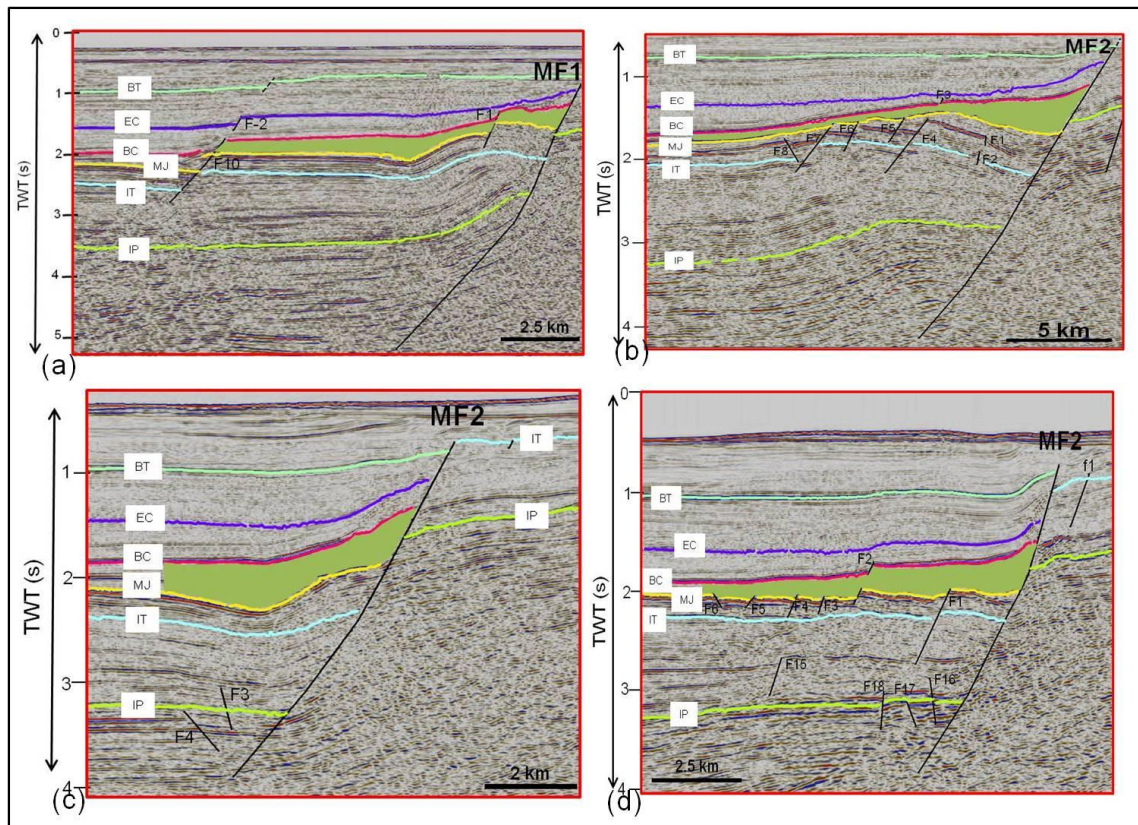 0
1
2
3
4
5
TWT (s)
BT
EC
BC
MJ
IT
IP
F-2
F10
F1
MF1
2.5 km
(a)
1
2
3
4
TWT (s)
BT
EC
BC
MJ
IT
IP
F3
F8
F7
F6
F5
F4
F1
F2
MF2
5 km
(b)
1
2
3
4
TWT (s)
BT
EC
BC
MJ
IT
IP
F3
F4
MF2
IT
IP
2 km
(c)
0
1
2
3
4
TWT (s)
BT
EC
BC
MJ
IT
IP
F2
F6
F5
F4
F3
F1
F15
F18
F17
F16
MF2
f1
2.5 km
(d)